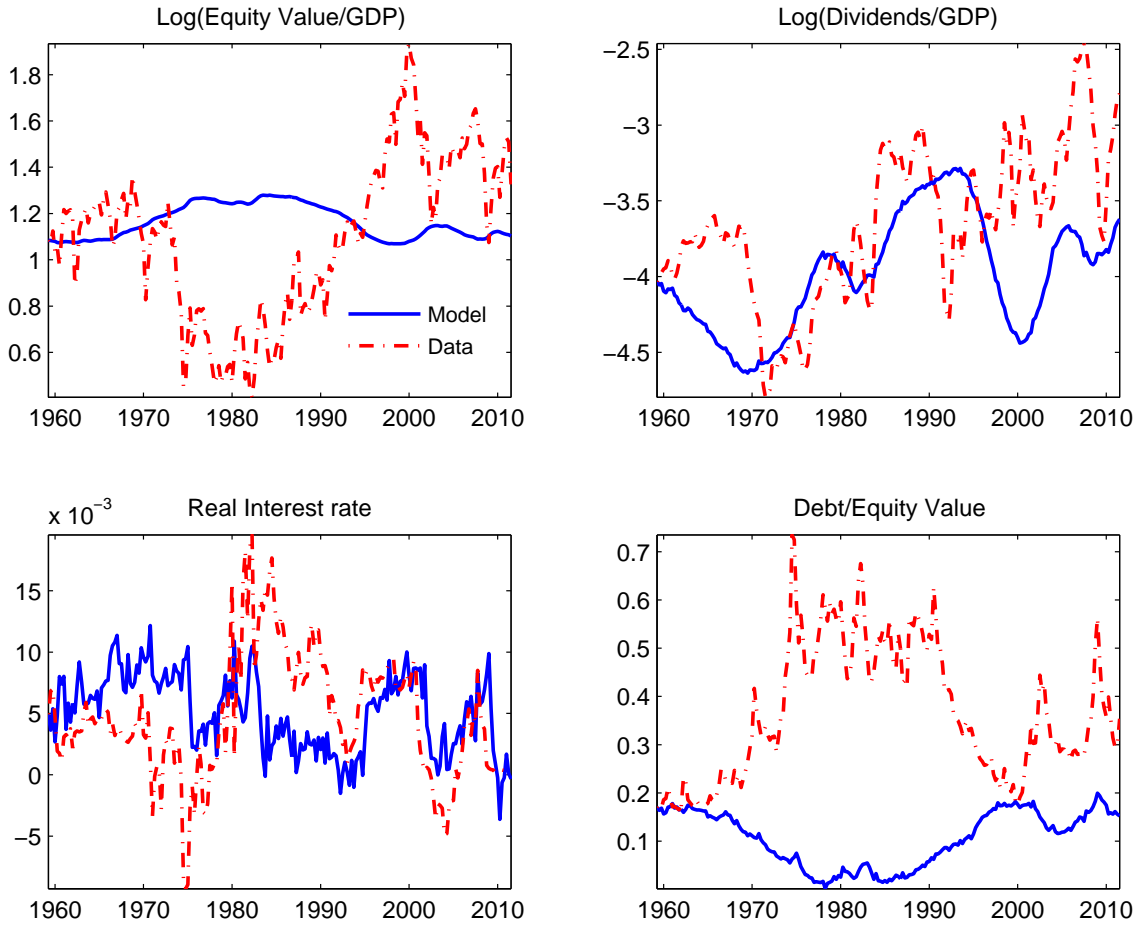 Log(Equity Value/GDP)
1.8
1.6
1.4
1.2
1
0.8
0.6
Model
Data
1960 1970 1980 1990 2000 2010
Log(Dividends/GDP)
−2.5
−3
−3.5
−4
−4.5
1960 1970 1980 1990 2000 2010
x 10−3
Real Interest rate
15
10
5
0
−5
1960 1970 1980 1990 2000 2010
Debt/Equity Value
0.7
0.6
0.5
0.4
0.3
0.2
0.1
1960 1970 1980 1990 2000 2010